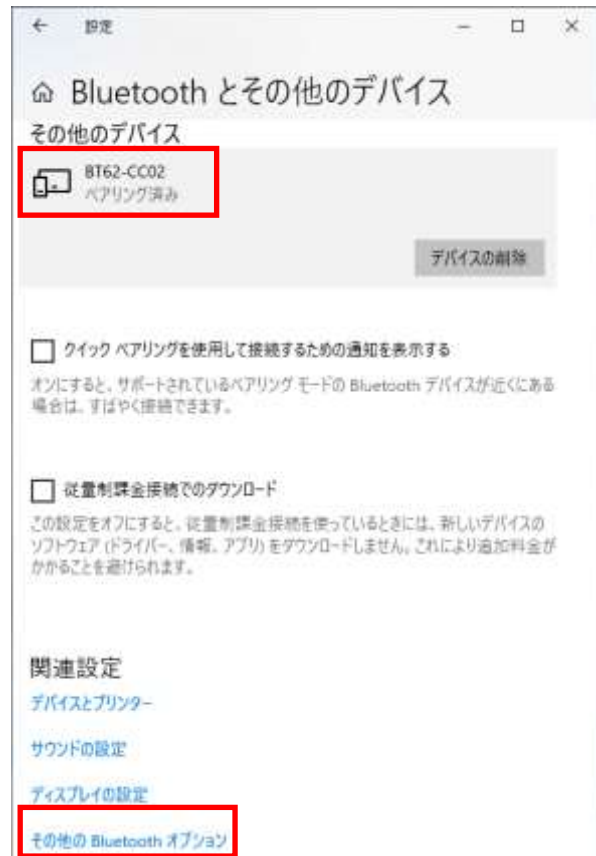 設定
Bluetooth とその他のデバイス
その他のデバイス
BT62-CC02
ペアリング済み
デバイスの削除
クイック ペアリングを使用して接続するための通知を表示する
オンにすると、サポートされているペアリング モードの Bluetooth デバイスが近くにある
場合は、すばやく接続できます。
従量制課金接続でのダウンロード
この設定をオフにすると、従量制課金接続を使っているときには、新しいデバイスの
ソフトウェア (ドライバー、情報、アプリ) をダウンロードしません。これにより追加料金が
かかることを避けられます。
関連設定
デバイスとプリンター
サウンドの設定
ディスプレイの設定
その他の Bluetooth オプション